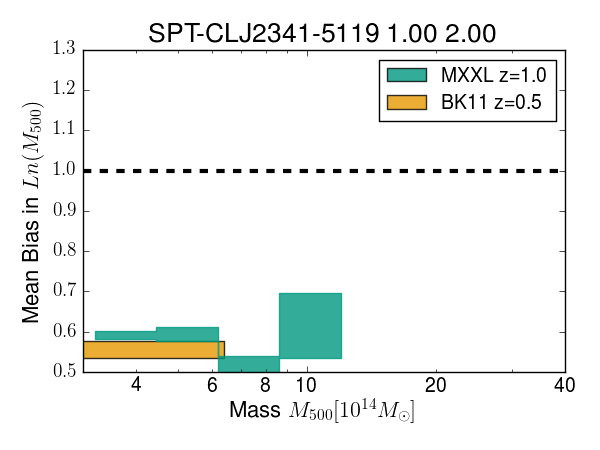 SPT-CLJ2341-5119 1.00 2.00
1.3
1.2
1.1
1.0
0.9
0.8
0.7
0.6
0.5
Mean Bias in Ln(M500)
MXXL z=1.0
BK11 z=0.5
4 6 8 10 20 40
Mass M500[10^14 M⊙]